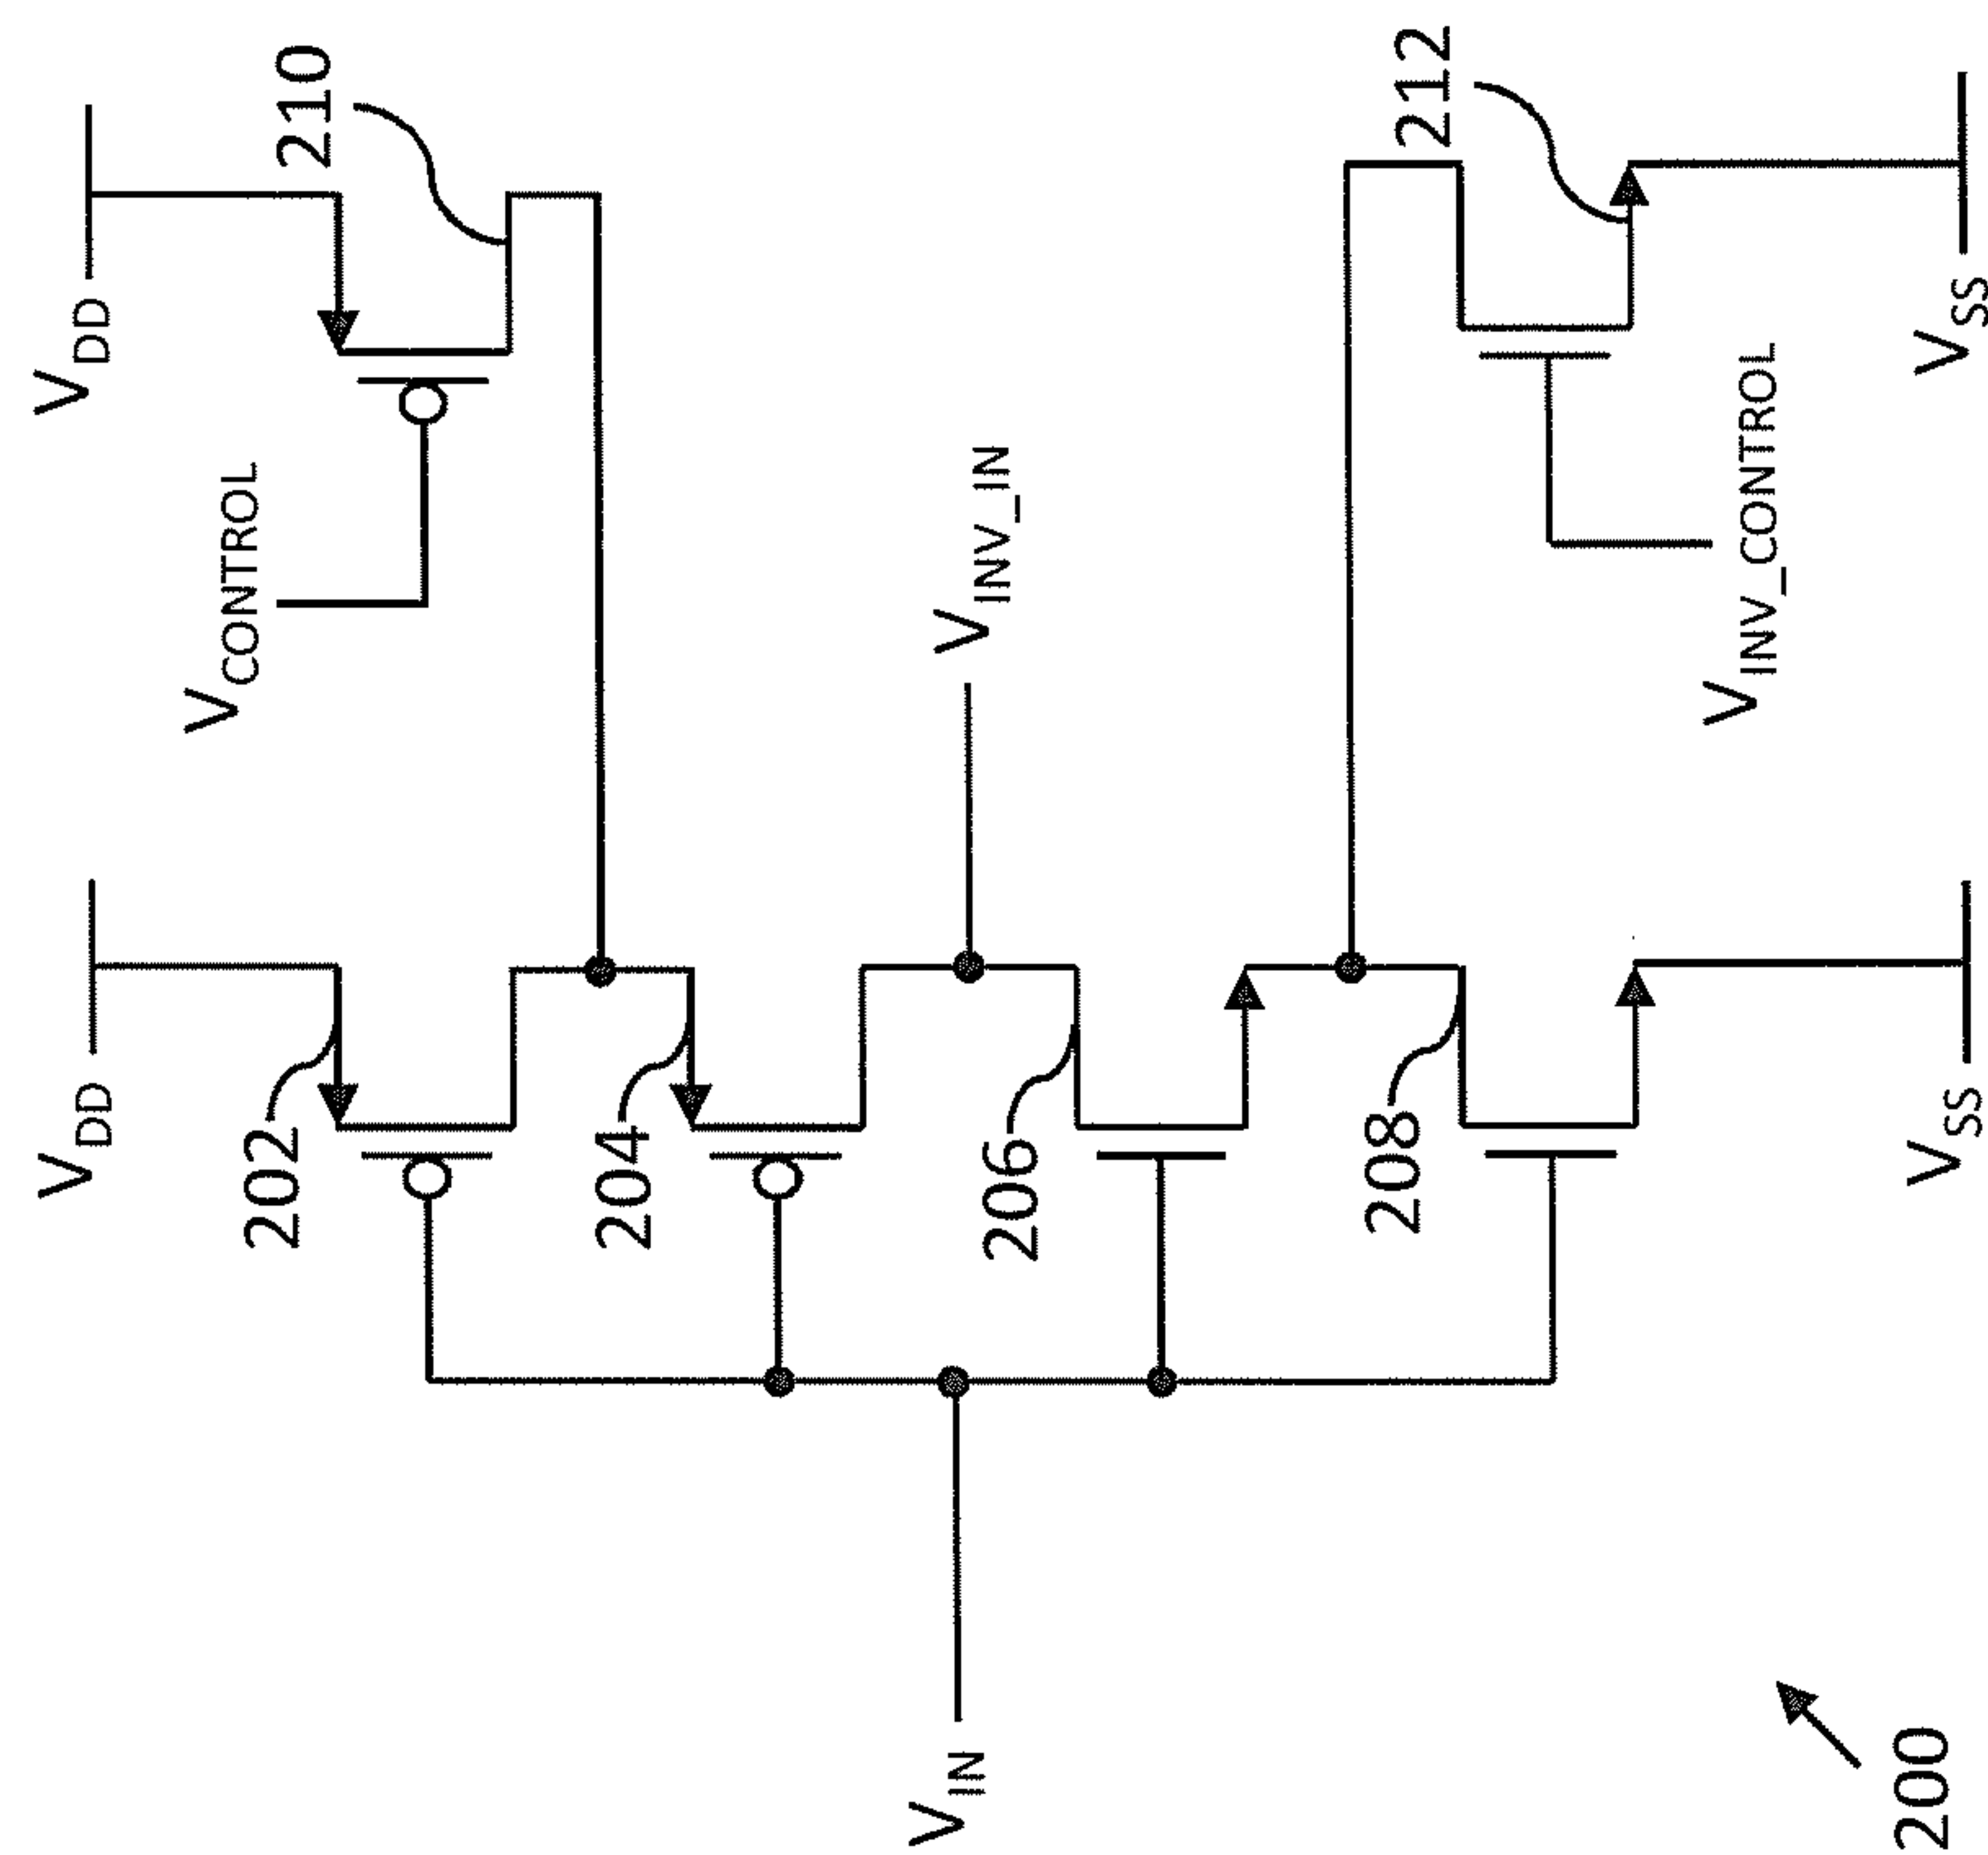 VDD
VDD
210
VCONTROL
202
204
VIN
VINV_IN
206
208
212
VINV_CONTROL
VSS
VSS
200